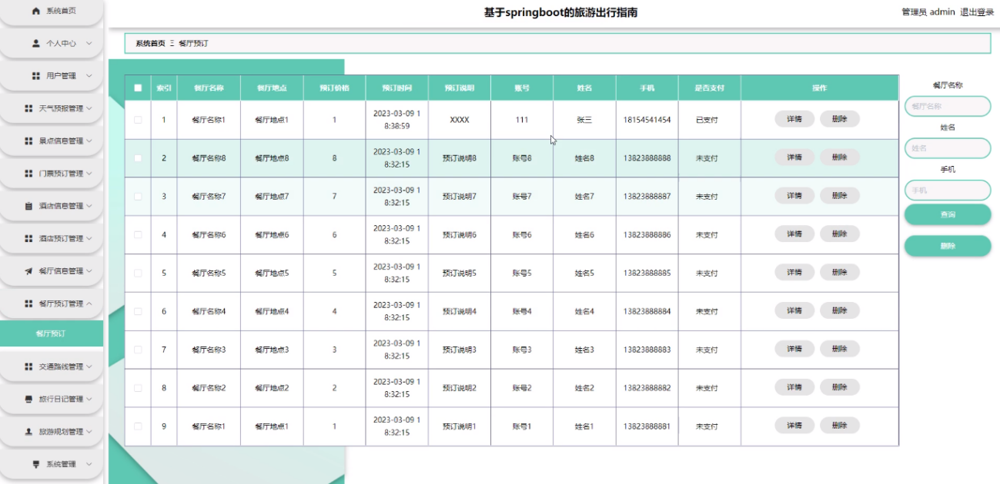 基于springboot的旅游出行指南
管理员 admin 退出登录
系统首页
个人中心
用户管理
天气预报管理
景点信息管理
门票预订管理
酒店信息管理
酒店预订管理
餐厅信息管理
餐厅预订管理
餐厅预订
交通路线管理
旅行日记管理
旅游规划管理
系统管理
系统首页 Ξ 餐厅预订
索引 餐厅名称 餐厅地点 预订价格 预订时间 预订说明 账号 姓名 手机 是否支付 操作
1 餐厅名称1 餐厅地点1 1 2023-03-09 1
8:38:59 XXXX 111 张三 18154541454 已支付 详情 删除
2 餐厅名称8 餐厅地点8 8 2023-03-09 1
8:32:15 预订说明8 账号8 姓名8 13823888888 未支付 详情 删除
3 餐厅名称7 餐厅地点7 7 2023-03-09 1
8:32:15 预订说明7 账号7 姓名7 13823888887 未支付 详情 删除
4 餐厅名称6 餐厅地点6 6 2023-03-09 1
8:32:15 预订说明6 账号6 姓名6 13823888886 未支付 详情 删除
5 餐厅名称5 餐厅地点5 5 2023-03-09 1
8:32:15 预订说明5 账号5 姓名5 13823888885 未支付 详情 删除
6 餐厅名称4 餐厅地点4 4 2023-03-09 1
8:32:15 预订说明4 账号4 姓名4 13823888884 未支付 详情 删除
7 餐厅名称3 餐厅地点3 3 2023-03-09 1
8:32:15 预订说明3 账号3 姓名3 13823888883 未支付 详情 删除
8 餐厅名称2 餐厅地点2 2 2023-03-09 1
8:32:15 预订说明2 账号2 姓名2 13823888882 未支付 详情 删除
9 餐厅名称1 餐厅地点1 1 2023-03-09 1
8:32:15 预订说明1 账号1 姓名1 13823888881 未支付 详情 删除
餐厅名称
餐厅名称
姓名
姓名
手机
手机
查询
删除